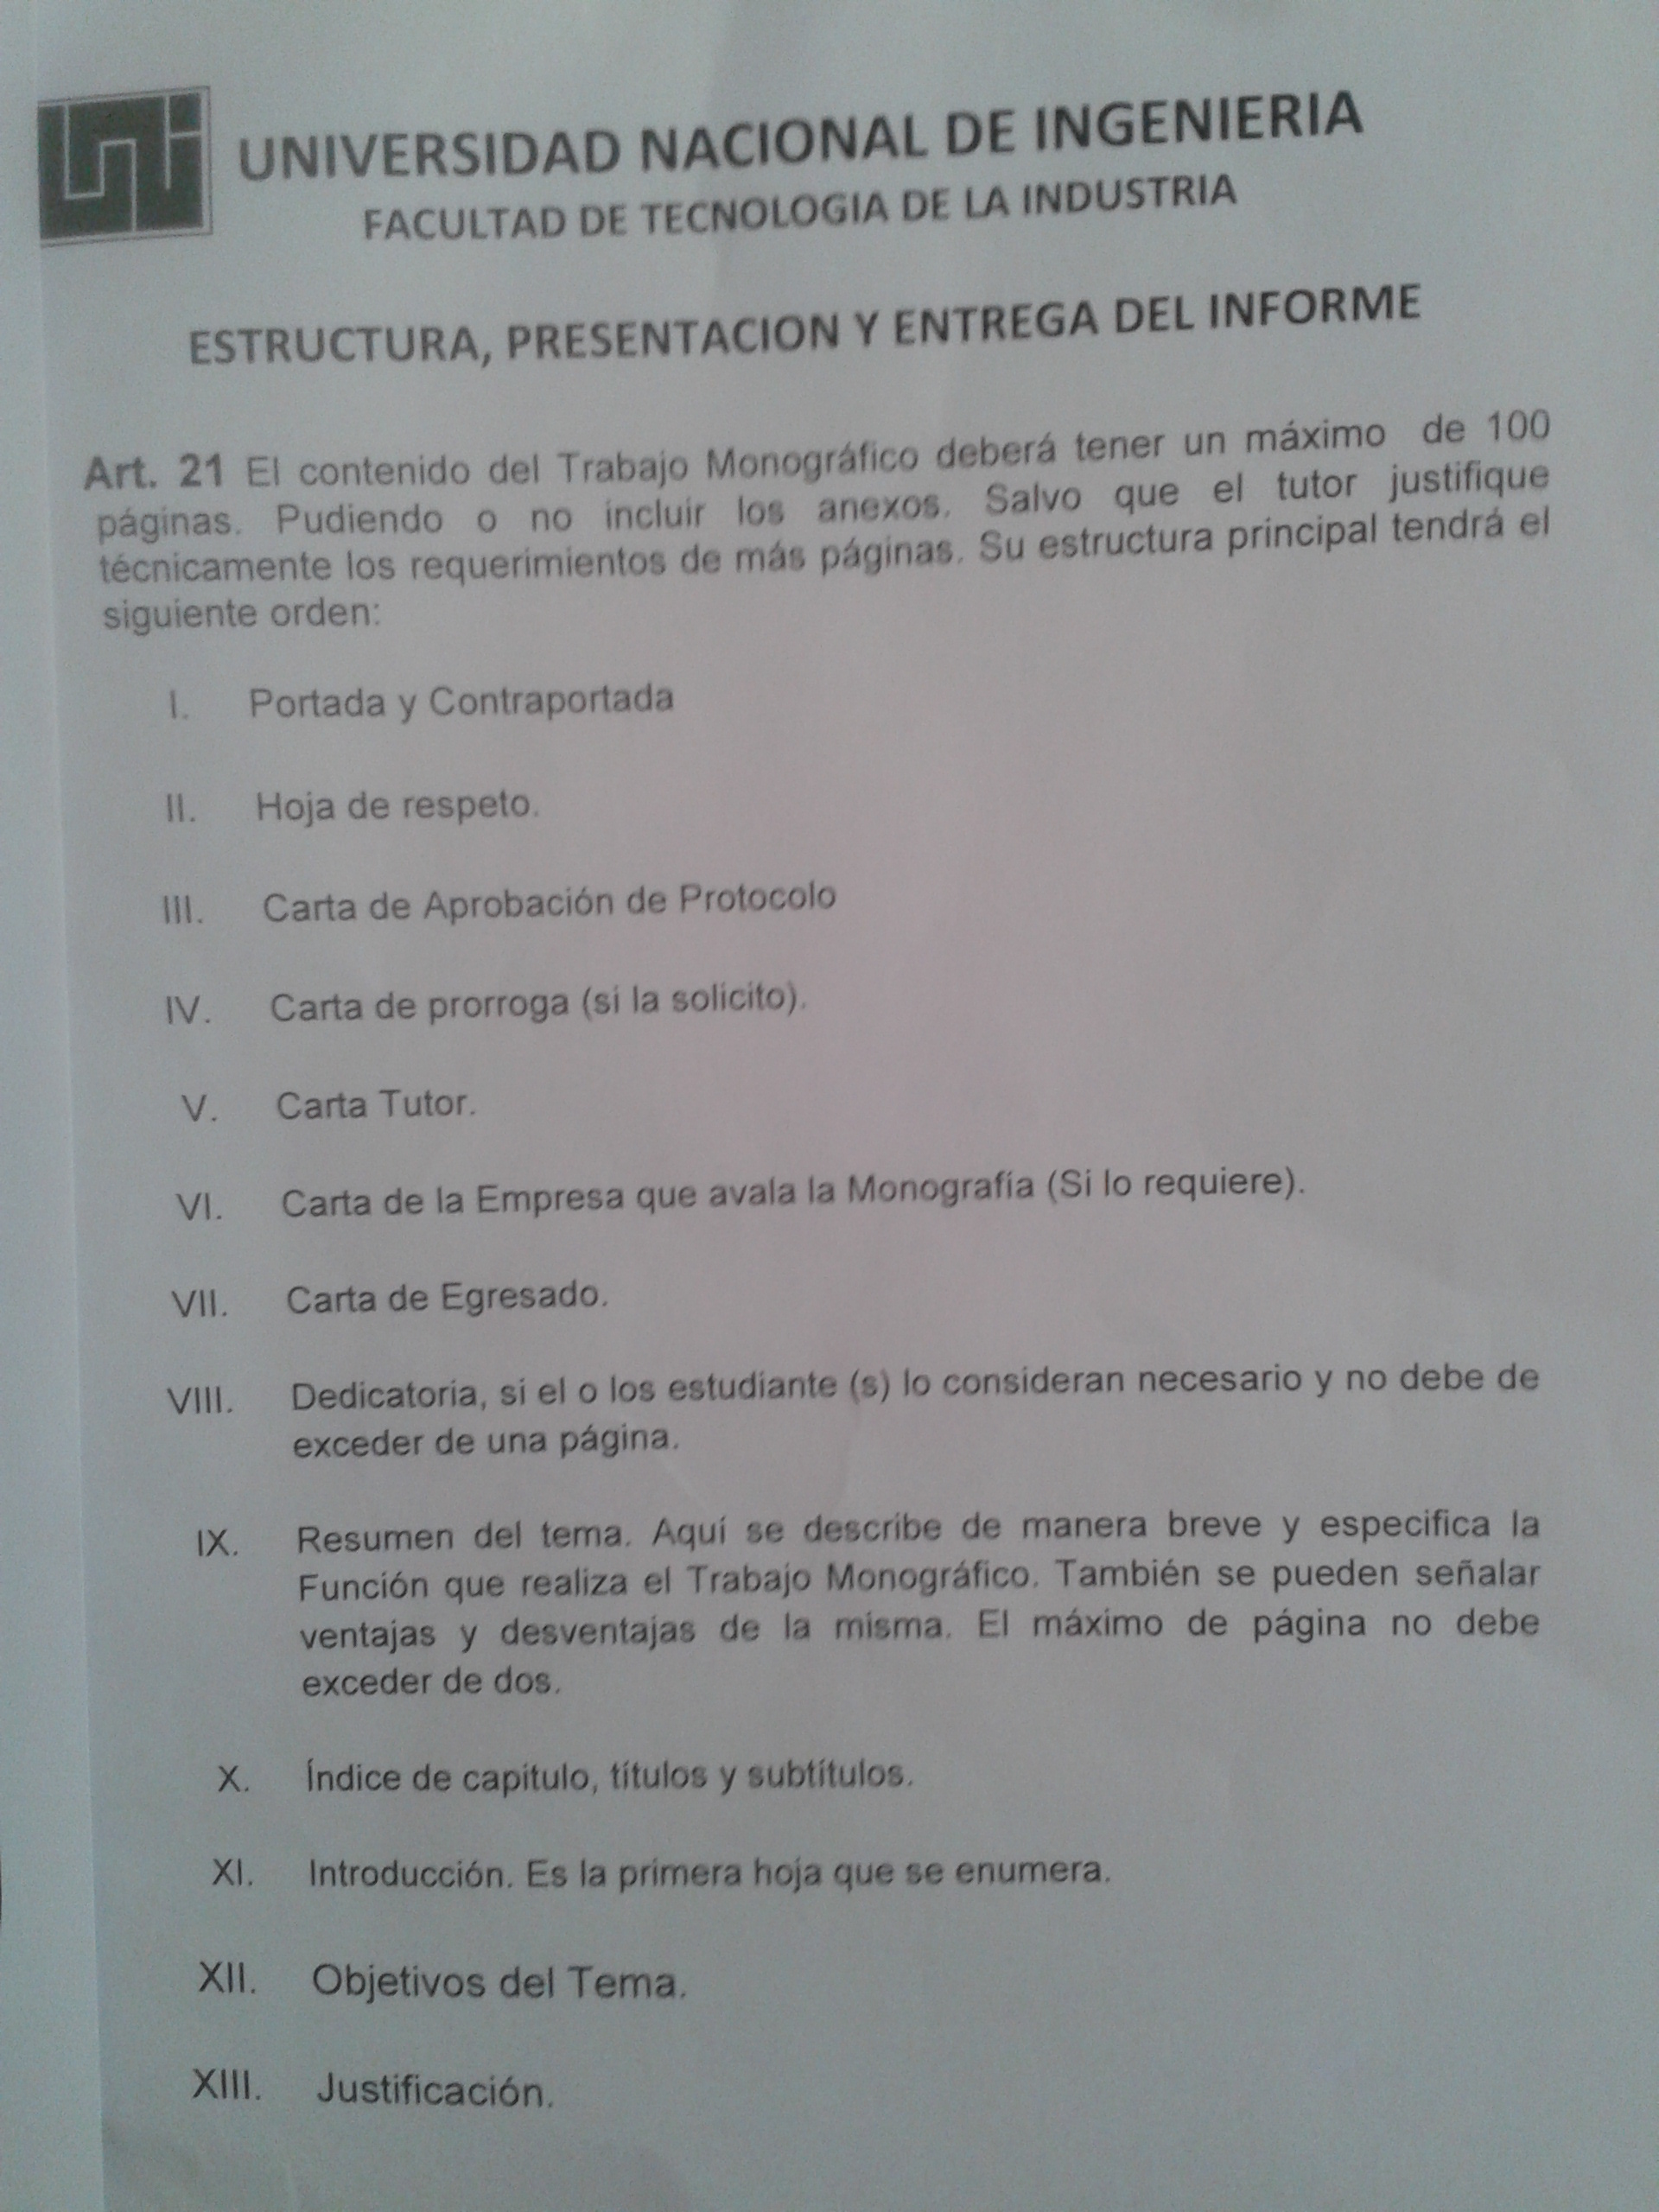 uni
UNIVERSIDAD NACIONAL DE INGENIERIA
FACULTAD DE TECNOLOGIA DE LA INDUSTRIA
ESTRUCTURA, PRESENTACION Y ENTREGA DEL INFORME
Art. 21 El contenido del Trabajo Monográfico deberá tener un máximo de 100
páginas. Pudiendo o no incluir los anexos. Salvo que el tutor justifique
técnicamente los requerimientos de más páginas. Su estructura principal tendrá el
siguiente orden:
I. Portada y Contraportada
II. Hoja de respeto.
III. Carta de Aprobación de Protocolo
IV. Carta de prorroga (si la solicito).
V. Carta Tutor.
VI. Carta de la Empresa que avala la Monografía (Si lo requiere).
VII. Carta de Egresado.
VIII. Dedicatoria, si el o los estudiante (s) lo consideran necesario y no debe de
exceder de una página.
IX. Resumen del tema. Aquí se describe de manera breve y especifica la
Función que realiza el Trabajo Monográfico. También se pueden señalar
ventajas y desventajas de la misma. El máximo de página no debe
exceder de dos.
X. Índice de capitulo, títulos y subtítulos.
XI. Introducción. Es la primera hoja que se enumera.
XII. Objetivos del Tema.
XIII. Justificación.